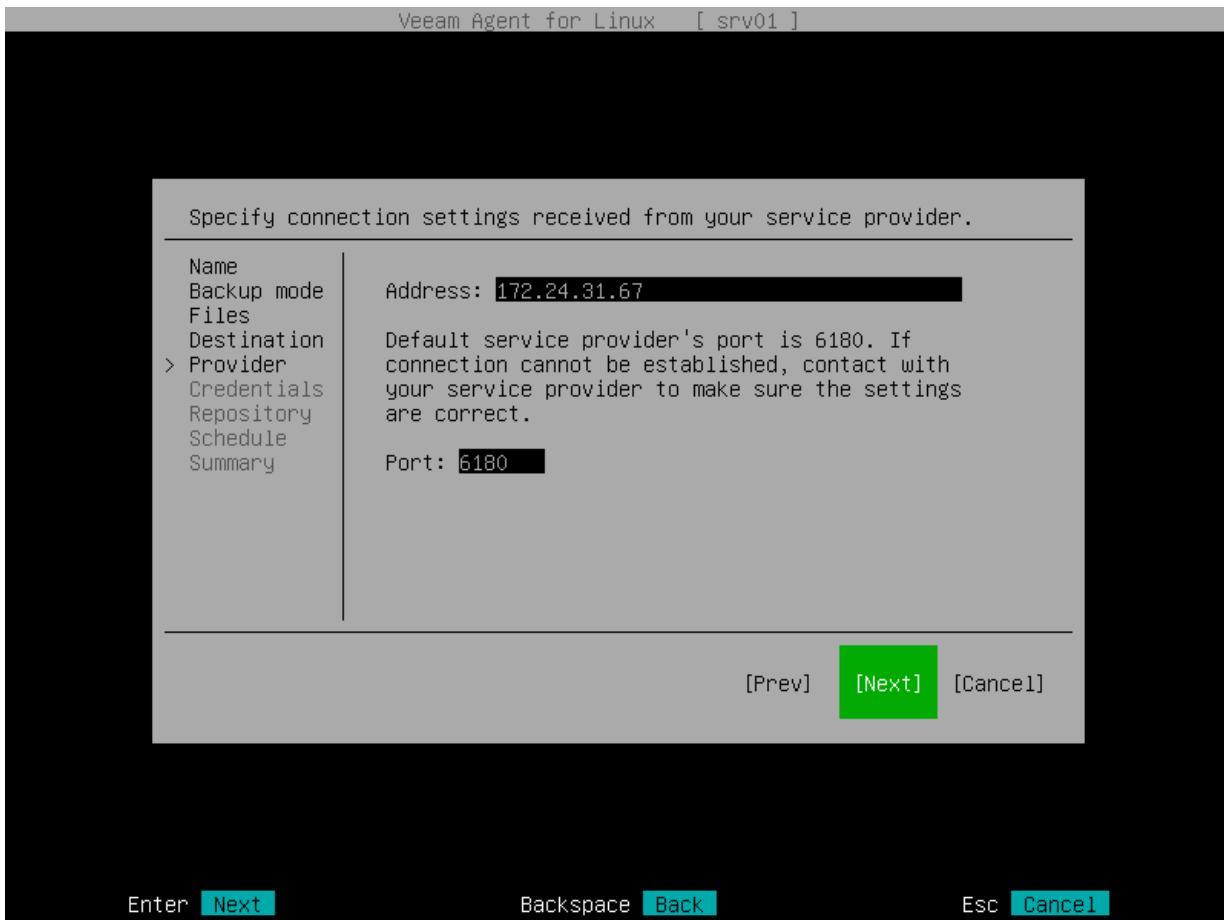 Veeam Agent for Linux [ srv01 ]
Specify connection settings received from your service provider.
Name
Backup mode
Files
Destination
> Provider
Credentials
Repository
Schedule
Summary
Address: 172.24.31.67
Default service provider's port is 6180. If
connection cannot be established, contact with
your service provider to make sure the settings
are correct.
Port: 6180
[Prev] [Next] [Cancel]
Enter Next Backspace Back Esc Cancel